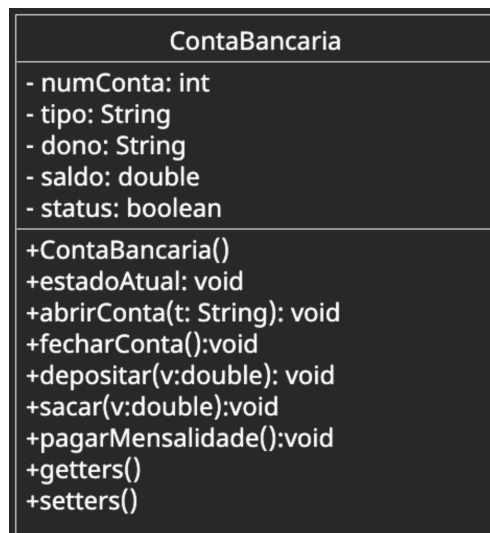 ContaBancaria
- numConta: int
- tipo: String
- dono: String
- saldo: double
- status: boolean
+ContaBancaria()
+estadoAtual: void
+abrirConta(t: String): void
+fecharConta():void
+depositar(v:double): void
+sacar(v:double):void
+pagarMensalidade():void
+getters()
+setters()